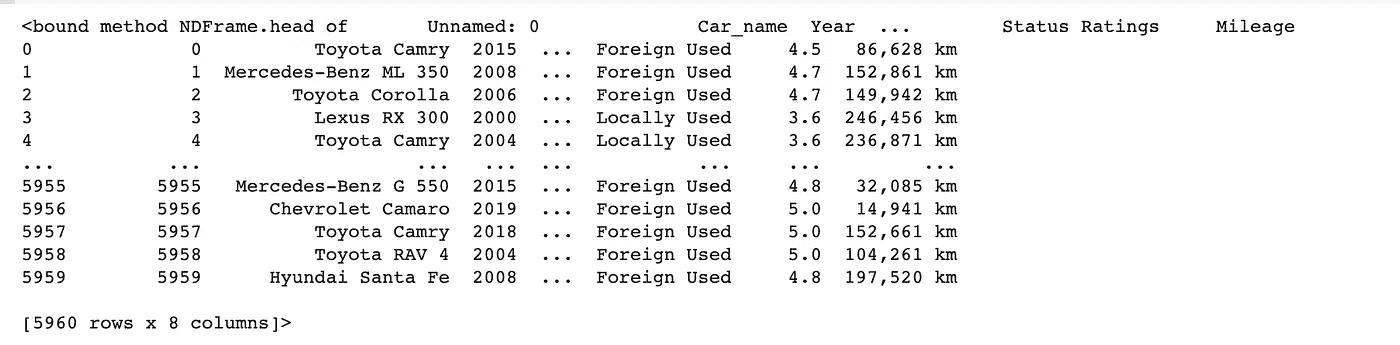 <bound method NDFrame.head of Unnamed: 0 Car_name Year ... Status Ratings Mileage
0 0 Toyota Camry 2015 ... Foreign Used 4.5 86,628 km
1 1 Mercedes-Benz ML 350 2008 ... Foreign Used 4.7 152,861 km
2 2 Toyota Corolla 2006 ... Foreign Used 4.7 149,942 km
3 3 Lexus RX 300 2000 ... Locally Used 3.6 246,456 km
4 4 Toyota Camry 2004 ... Locally Used 3.6 236,871 km
... ... ... ... ... ... ... ...
5955 5955 Mercedes-Benz G 550 2015 ... Foreign Used 4.8 32,085 km
5956 5956 Chevrolet Camaro 2019 ... Foreign Used 5.0 14,941 km
5957 5957 Toyota Camry 2018 ... Foreign Used 5.0 152,661 km
5958 5958 Toyota RAV 4 2004 ... Foreign Used 5.0 104,261 km
5959 5959 Hyundai Santa Fe 2008 ... Foreign Used 4.8 197,520 km
[5960 rows x 8 columns]>